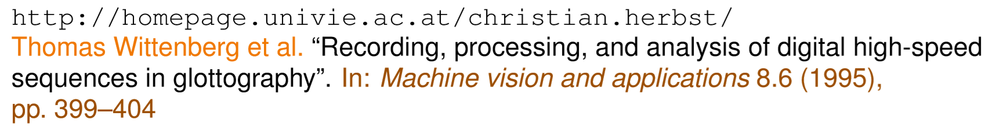 http://homepage.univie.ac.at/christian.herbst/
Thomas Wittenberg et al. “Recording, processing, and analysis of digital high-speed
sequences in glottography”. In: Machine vision and applications 8.6 (1995),
pp. 399–404